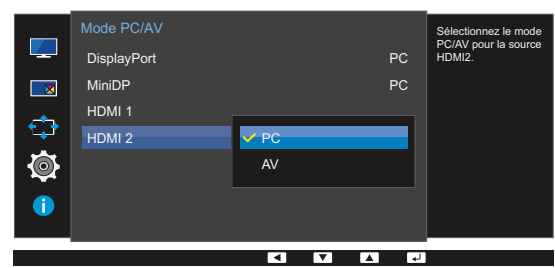 Mode PC/AV
DisplayPort PC
MiniDP PC
HDMI 1
HDMI 2
PC
AV
Sélectionnez le mode
PC/AV pour la source
HDMI2.